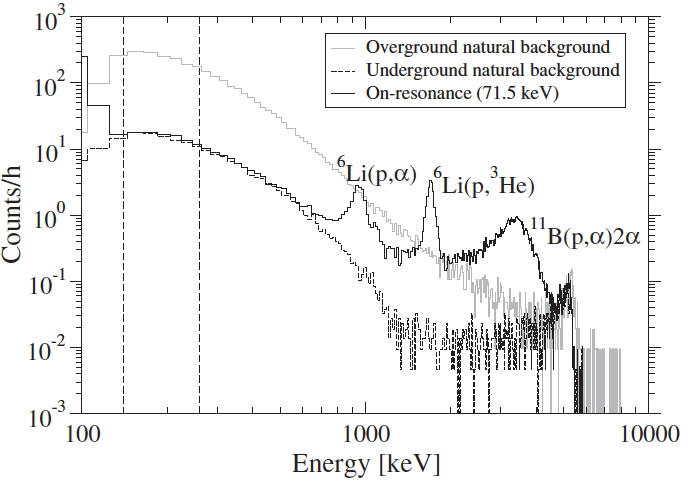 10³
10²
10¹
10⁰
10⁻¹
10⁻²
10⁻³
Counts/h
Overground natural background
Underground natural background
On-resonance (71.5 keV)
⁶Li(p,α)
⁶Li(p,³He)
¹¹B(p,α)2α
100
1000
10000
Energy [keV]